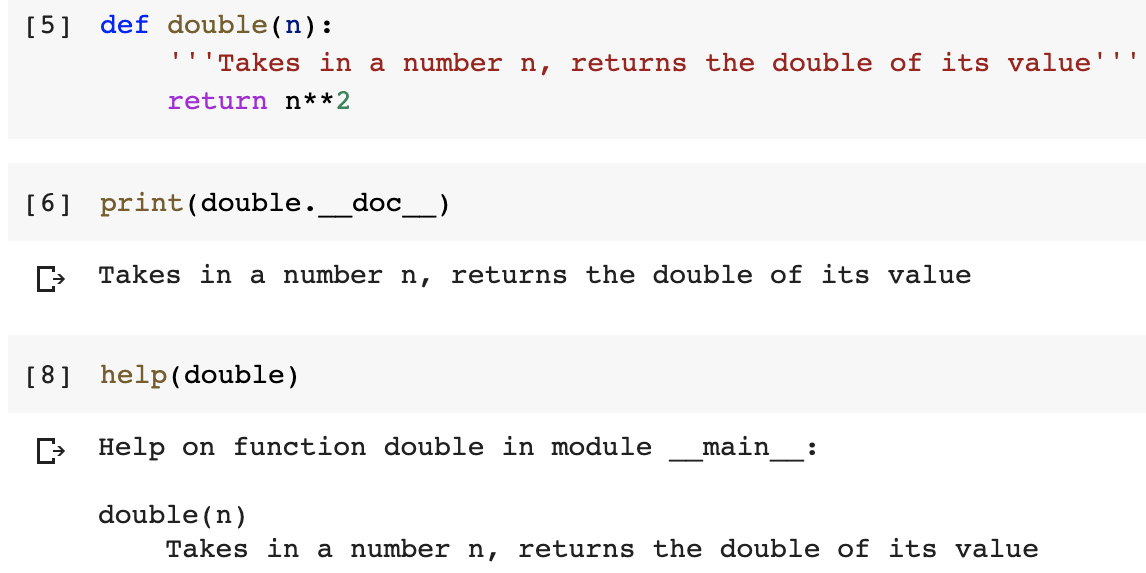 [5] def double(n):
'''Takes in a number n, returns the double of its value'''
return n**2
[6] print(double.__doc__)
Takes in a number n, returns the double of its value
[8] help(double)
Help on function double in module __main__:
double(n)
Takes in a number n, returns the double of its value